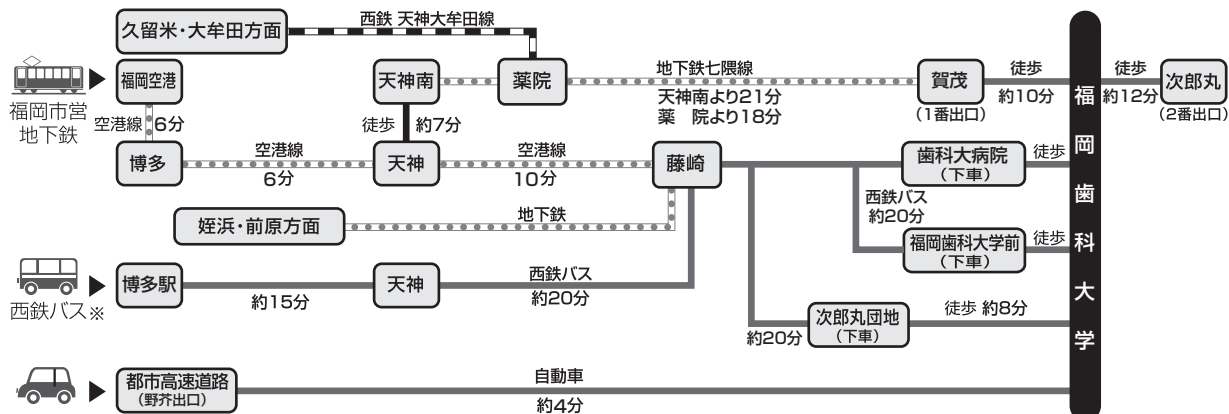 久留米・大牟田方面
西鉄 天神大牟田線
福岡市営
地下鉄
福岡空港
天神南
薬院
地下鉄七隈線
天神南より21分
薬 院より18分
賀茂
(1番出口)
徒歩
約10分
徒歩
約12分
次郎丸
(2番出口)
空港線 6分
徒歩 約7分
博多
空港線
6分
天神
空港線
10分
藤崎
歯科大病院
(下車)
徒歩
西鉄バス
約20分
姪浜・前原方面
地下鉄
福岡歯科大学前
(下車)
徒歩
西鉄バス※
博多駅
約15分
天神
西鉄バス
約20分
約20分
次郎丸団地
(下車)
徒歩 約8分
都市高速道路
(野芥出口)
自動車
約4分
福岡歯科大学